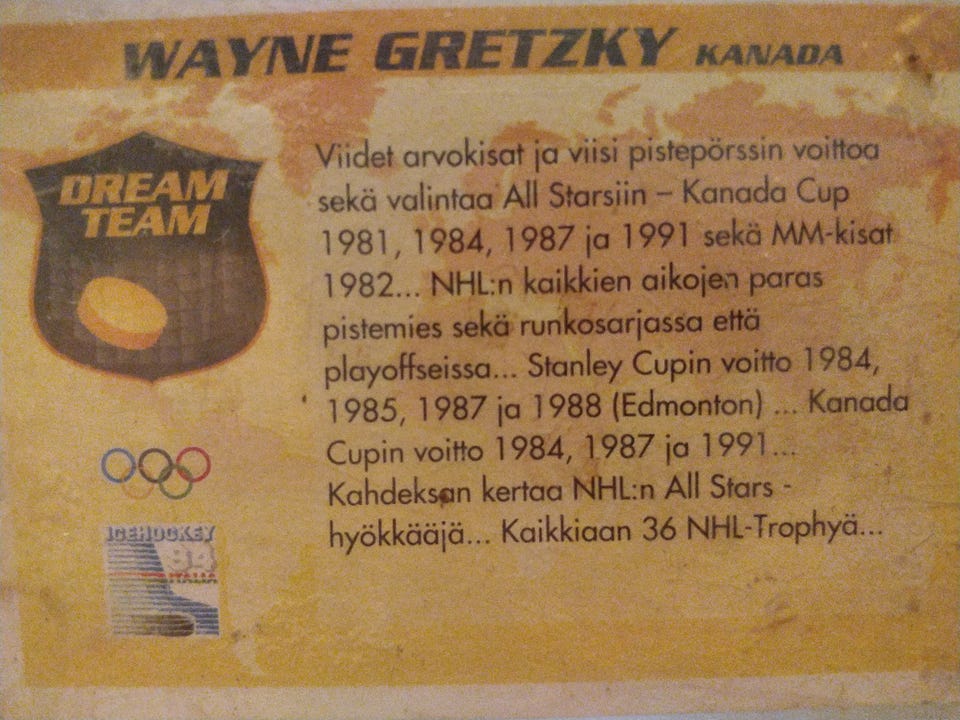 WAYNE GRETZKY KANADA
DREAM
TEAM
Viidet arvokisat ja viisi pistepörssin voittoa
sekä valintaa All Starsiin – Kanada Cup
1981, 1984, 1987 ja 1991 sekä MM-kisat
1982... NHL:n kaikkien aikojen paras
pistemies sekä runkosarjassa että
playoffseissa... Stanley Cupin voitto 1984,
1985, 1987 ja 1988 (Edmonton) ... Kanada
Cupin voitto 1984, 1987 ja 1991...
Kahdeksan kertaa NHL:n All Stars -
hyökkääjä... Kaikkiaan 36 NHL-Trophyä...
ICEHOCKEY
94
ITALIA